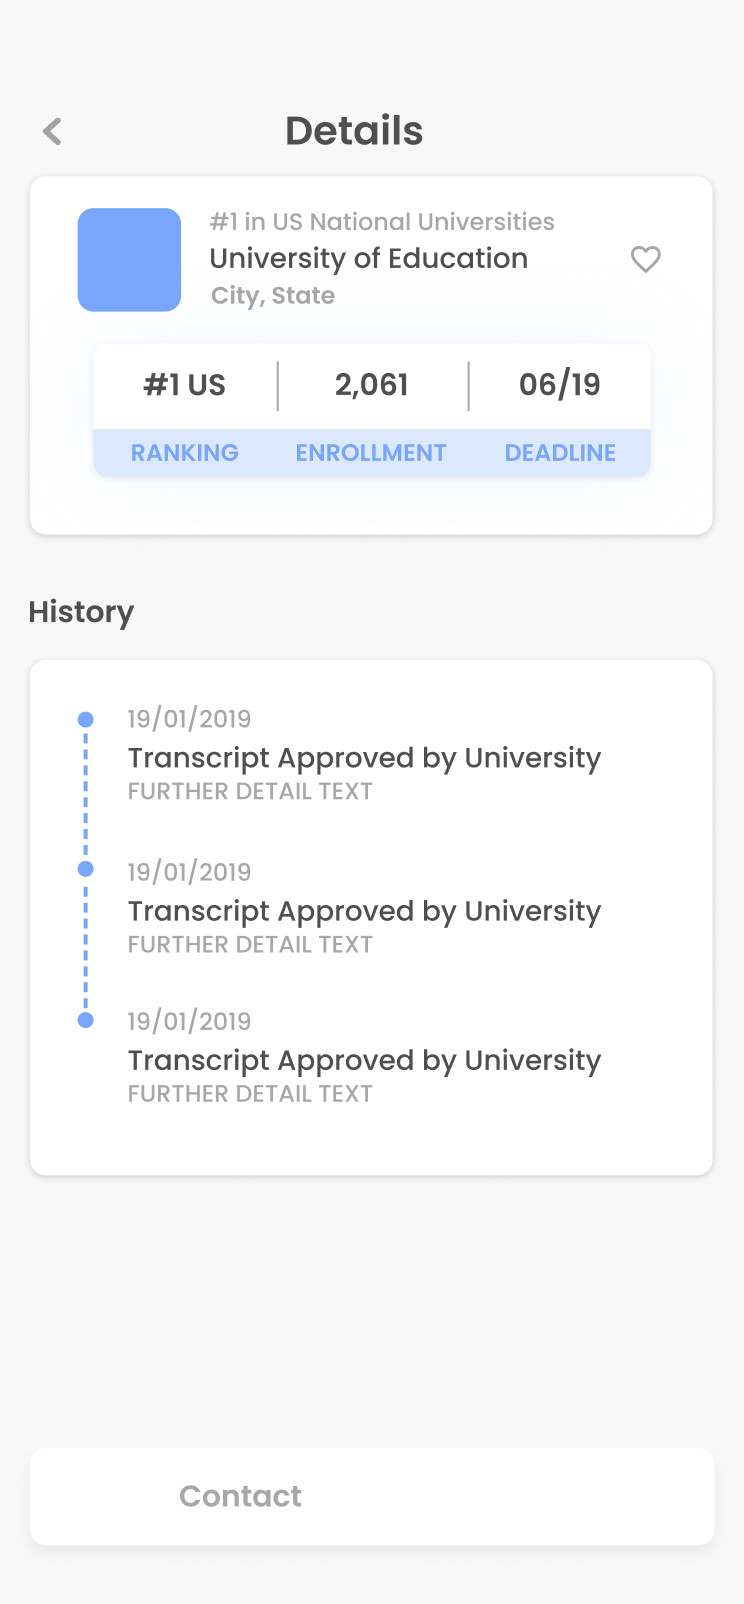 Details
#1 in US National Universities
University of Education
City, State
#1 US 2,061 06/19
RANKING ENROLLMENT DEADLINE
History
19/01/2019
Transcript Approved by University
FURTHER DETAIL TEXT
19/01/2019
Transcript Approved by University
FURTHER DETAIL TEXT
19/01/2019
Transcript Approved by University
FURTHER DETAIL TEXT
Contact